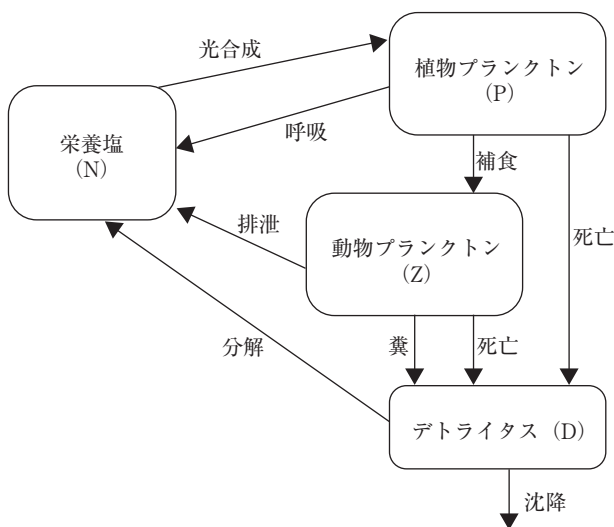 光合成
植物プランクトン
(P)
栄養塩
(N)
呼吸
補食
排泄
動物プランクトン
(Z)
死亡
分解
糞
死亡
デトライタス（D）
沈降